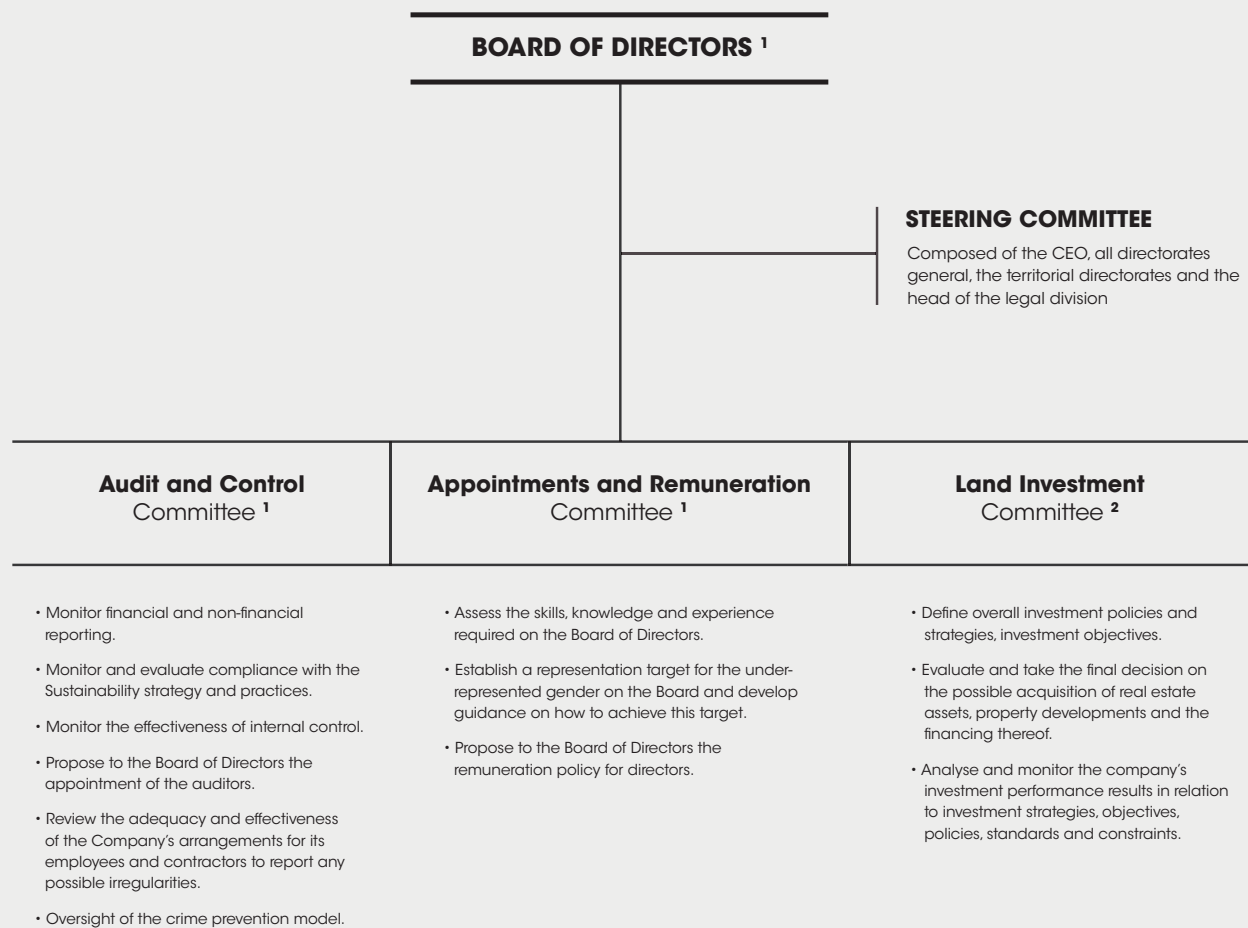 BOARD OF DIRECTORS ¹
STEERING COMMITTEE
Composed of the CEO, all directorates
general, the territorial directorates and the
head of the legal division
Audit and Control
Committee ¹
Appointments and Remuneration
Committee ¹
Land Investment
Committee ²
• Monitor financial and non-financial
reporting.
• Monitor and evaluate compliance with the
Sustainability strategy and practices.
• Monitor the effectiveness of internal control.
• Propose to the Board of Directors the
appointment of the auditors.
• Review the adequacy and effectiveness
of the Company's arrangements for its
employees and contractors to report any
possible irregularities.
• Oversight of the crime prevention model.
• Assess the skills, knowledge and experience
required on the Board of Directors.
• Establish a representation target for the under-
represented gender on the Board and develop
guidance on how to achieve this target.
• Propose to the Board of Directors the
remuneration policy for directors.
• Define overall investment policies and
strategies, investment objectives.
• Evaluate and take the final decision on
the possible acquisition of real estate
assets, property developments and the
financing thereof.
• Analyse and monitor the company's
investment performance results in relation
to investment strategies, objectives,
policies, standards and constraints.